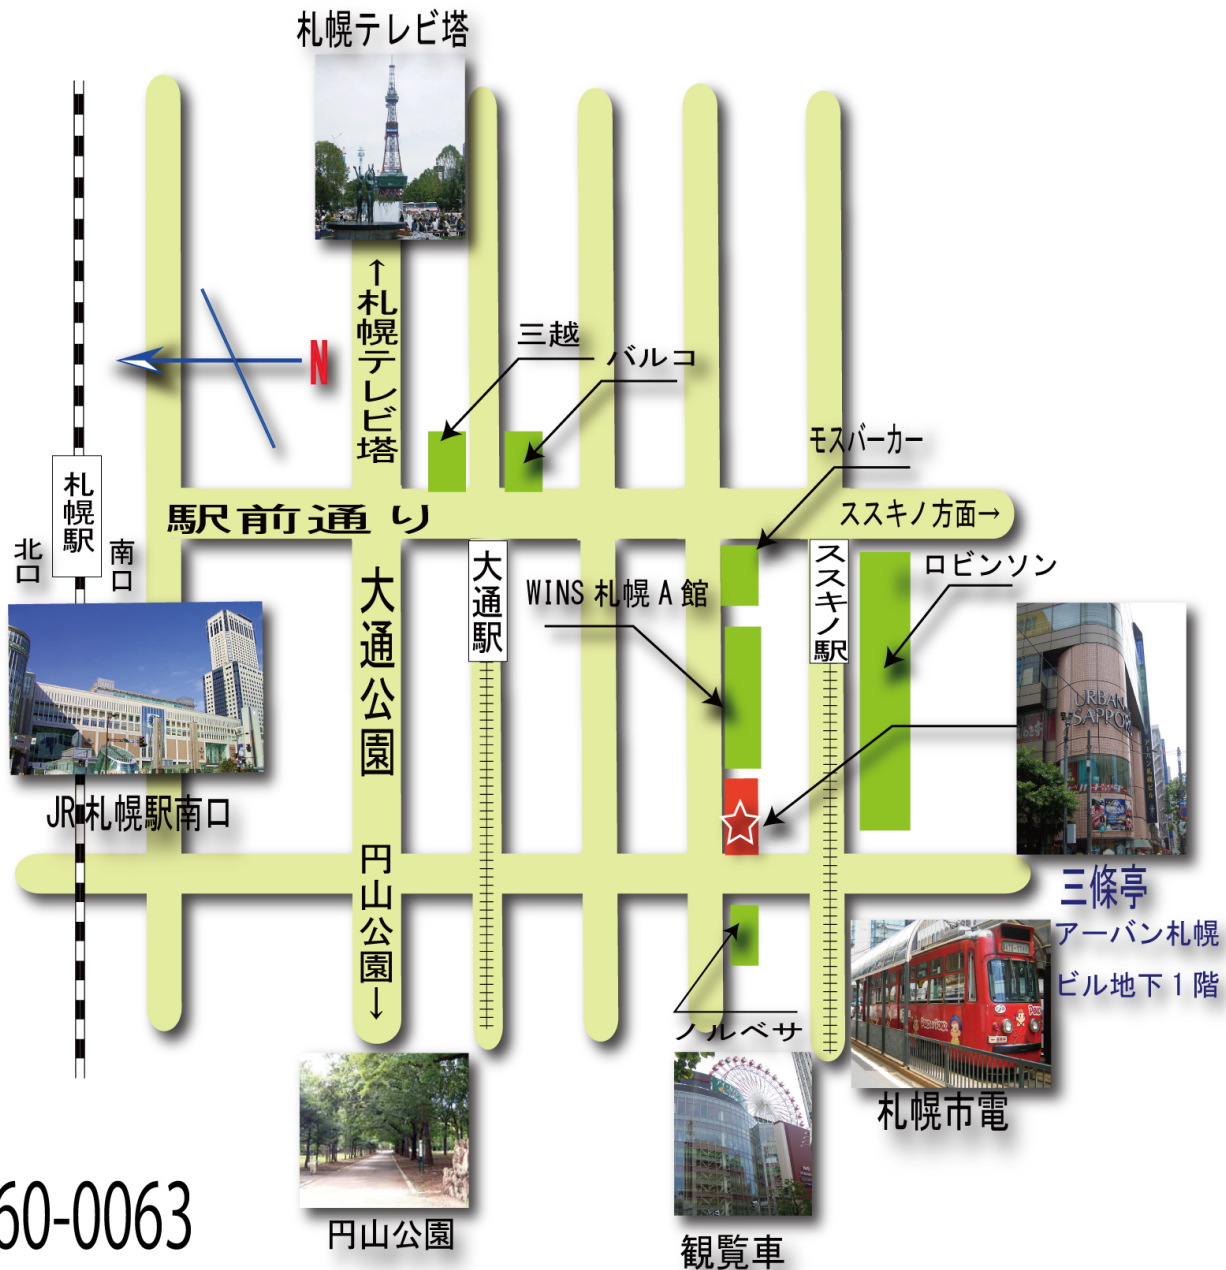 札幌テレビ塔
←札幌テレビ塔
N
三越
バルコ
モスバーカー
札幌駅
北口
南口
駅前通り
ススキノ方面→
大通公園
大通駅
WINS 札幌 A 館
ススキノ駅
ロビンソン
URBAN
SAPPORO
JR 札幌駅南口
円山公園→
三條亭
アーバン札幌
ビル地下１階
ノルベサ
札幌市電
円山公園
観覧車
60-0063